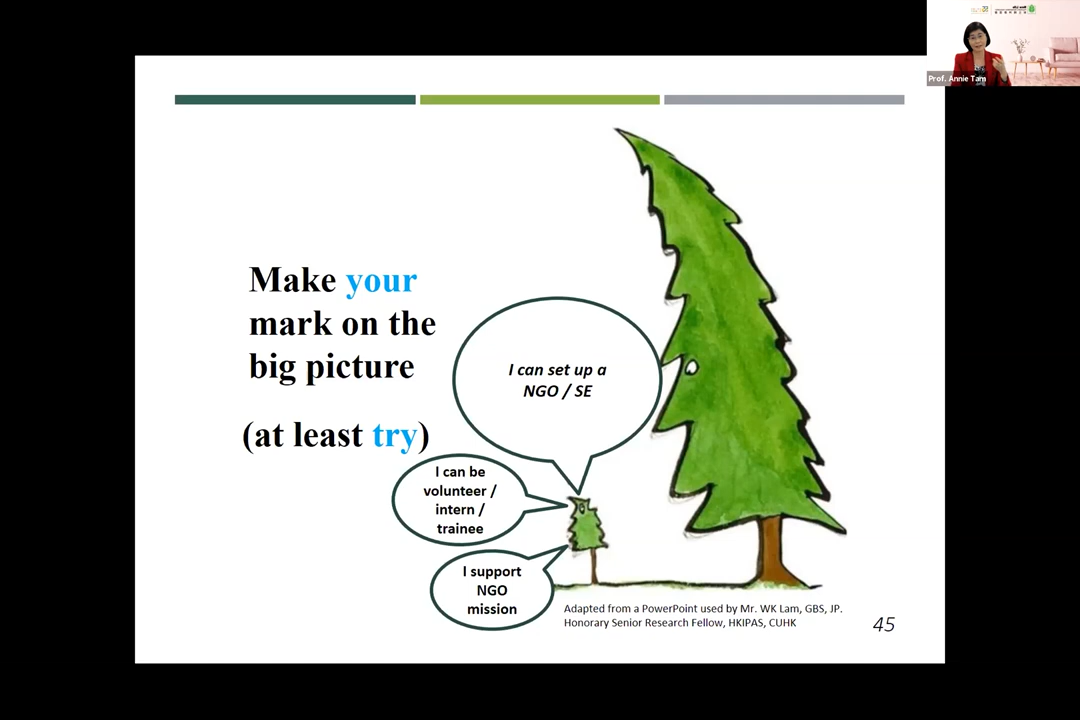 Prof. Annie Tam
Make your
mark on the
big picture
(at least try)
I can set up a
NGO / SE
I can be
volunteer /
intern /
trainee
I support
NGO
mission
Adapted from a PowerPoint used by Mr. WK Lam, GBS, JP.
Honorary Senior Research Fellow, HKIPAS, CUHK
45